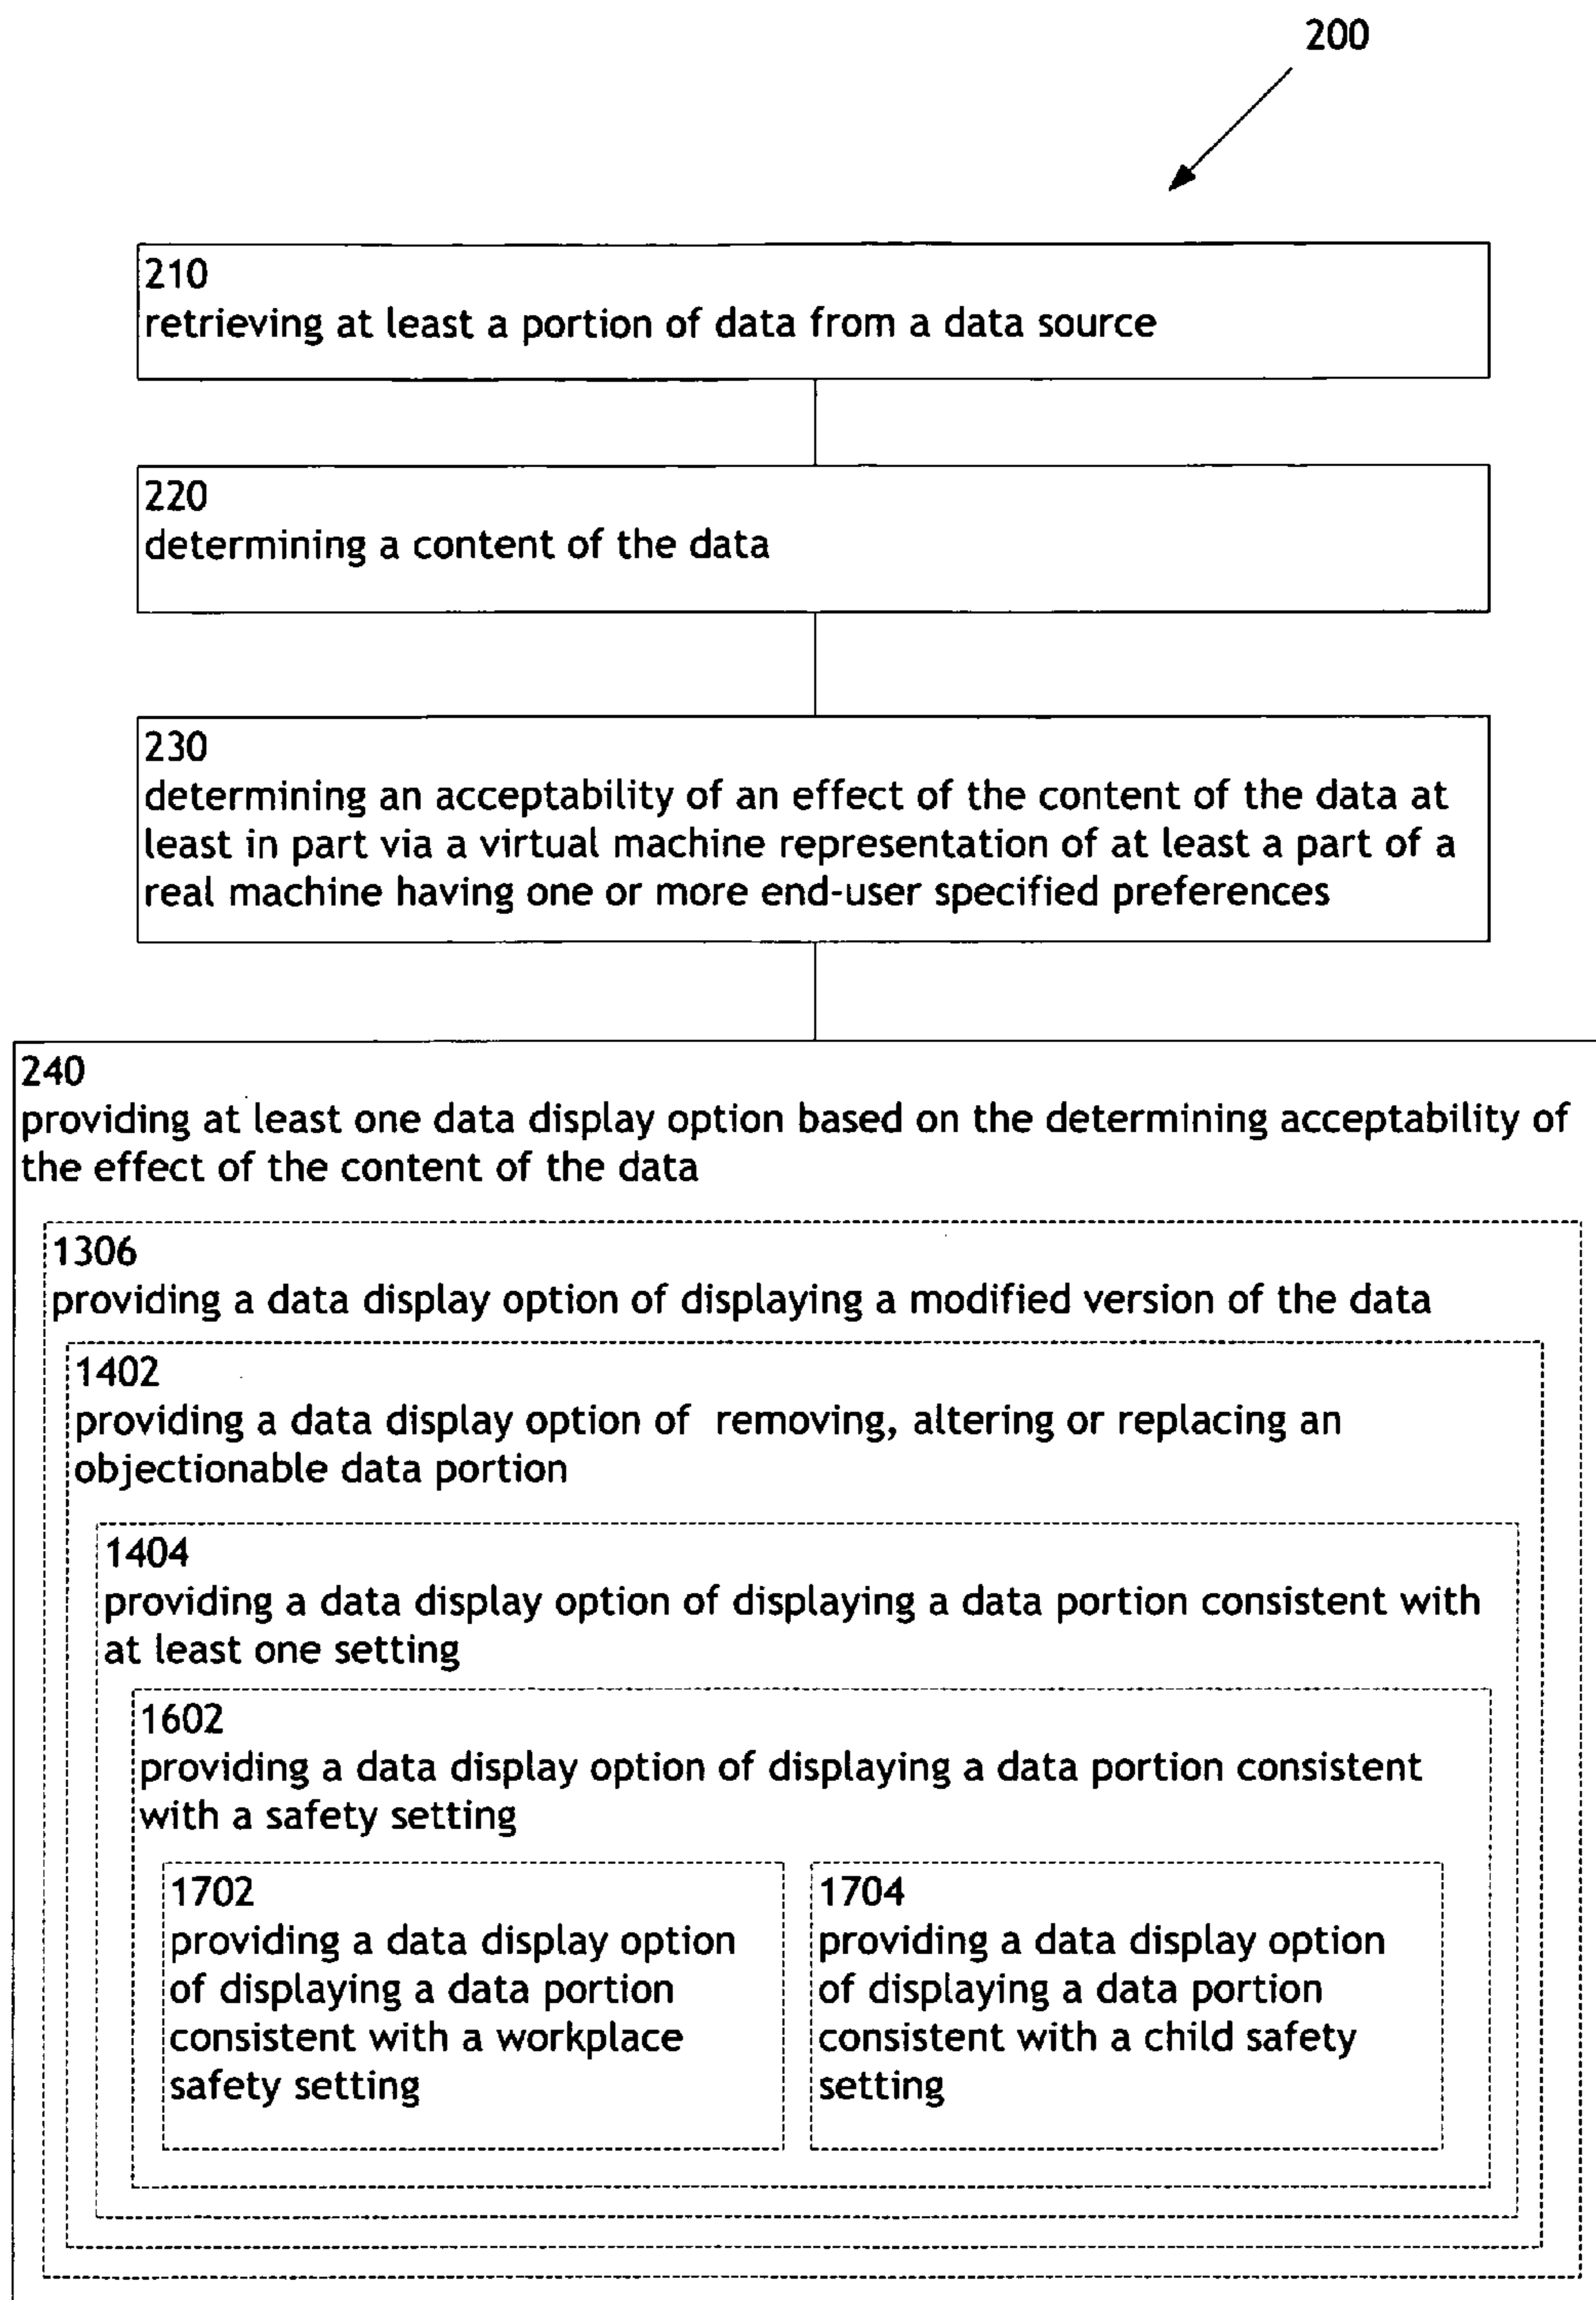 200
210
retrieving at least a portion of data from a data source
220
determining a content of the data
230
determining an acceptability of an effect of the content of the data at
least in part via a virtual machine representation of at least a part of a
real machine having one or more end-user specified preferences
240
providing at least one data display option based on the determining acceptability of
the effect of the content of the data
1306
providing a data display option of displaying a modified version of the data
1402
providing a data display option of removing, altering or replacing an
objectionable data portion
1404
providing a data display option of displaying a data portion consistent with
at least one setting
1602
providing a data display option of displaying a data portion consistent
with a safety setting
1702
providing a data display option
of displaying a data portion
consistent with a workplace
safety setting
1704
providing a data display option
of displaying a data portion
consistent with a child safety
setting